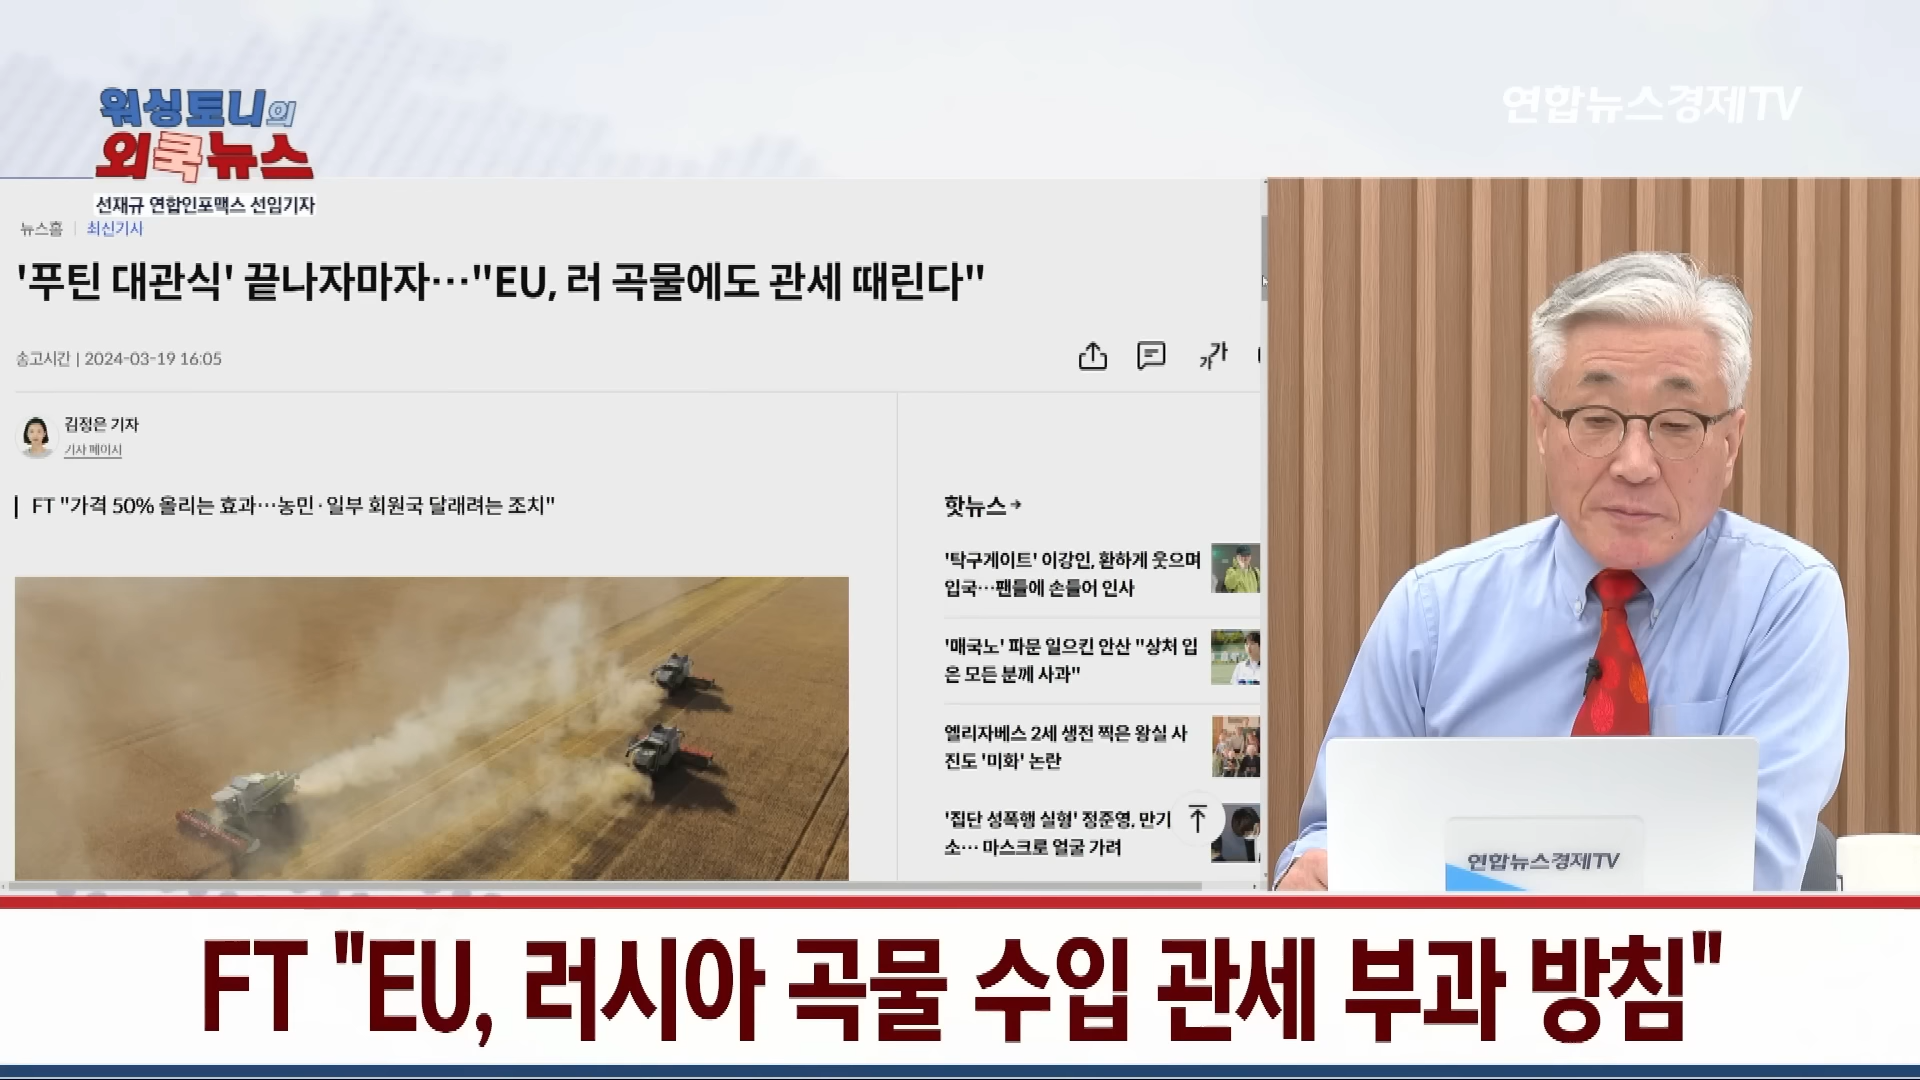 워싱토니의
외쿡뉴스
선재규 연합인포맥스 선임기자
연합뉴스경제TV
뉴스홀 | 최신기사
'푸틴 대관식' 끝나자마자…"EU, 러 곡물에도 관세 때린다"
송고시간 | 2024-03-19 16:05
가가
김정은 기자
기사 페이지
FT "가격 50% 올리는 효과…농민·일부 회원국 달래려는 조치"
핫뉴스
'탁구게이트' 이강인, 환하게 웃으며
입국…팬들에 손들어 인사
'매국노' 파문 일으킨 안산 "상처 입
은 모든 분께 사과"
엘리자베스 2세 생전 찍은 왕실 사
진도 '미화' 논란
'집단 성폭행 실형' 정준영, 만기
소… 마스크로 얼굴 가려
연합뉴스경제TV
FT "EU, 러시아 곡물 수입 관세 부과 방침"